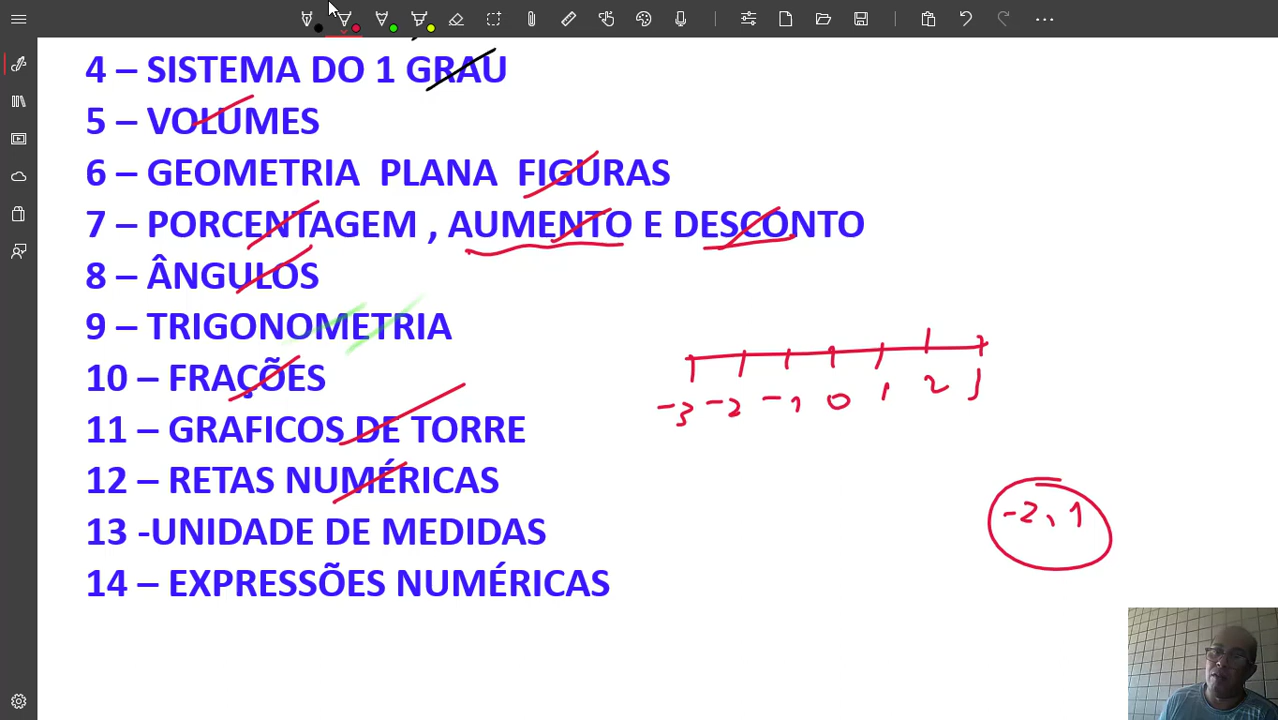 4 – SISTEMA DO 1 GRAU
5 – VOLUMES
6 – GEOMETRIA PLANA FIGURAS
7 – PORCENTAGEM , AUMENTO E DESCONTO
8 – ÂNGULOS
9 – TRIGONOMETRIA
10 – FRAÇÕES
11 – GRAFICOS DE TORRE
12 – RETAS NUMÉRICAS
13 -UNIDADE DE MEDIDAS
14 – EXPRESSÕES NUMÉRICAS
-3 -2 -1 0 1 2 3
-2,1